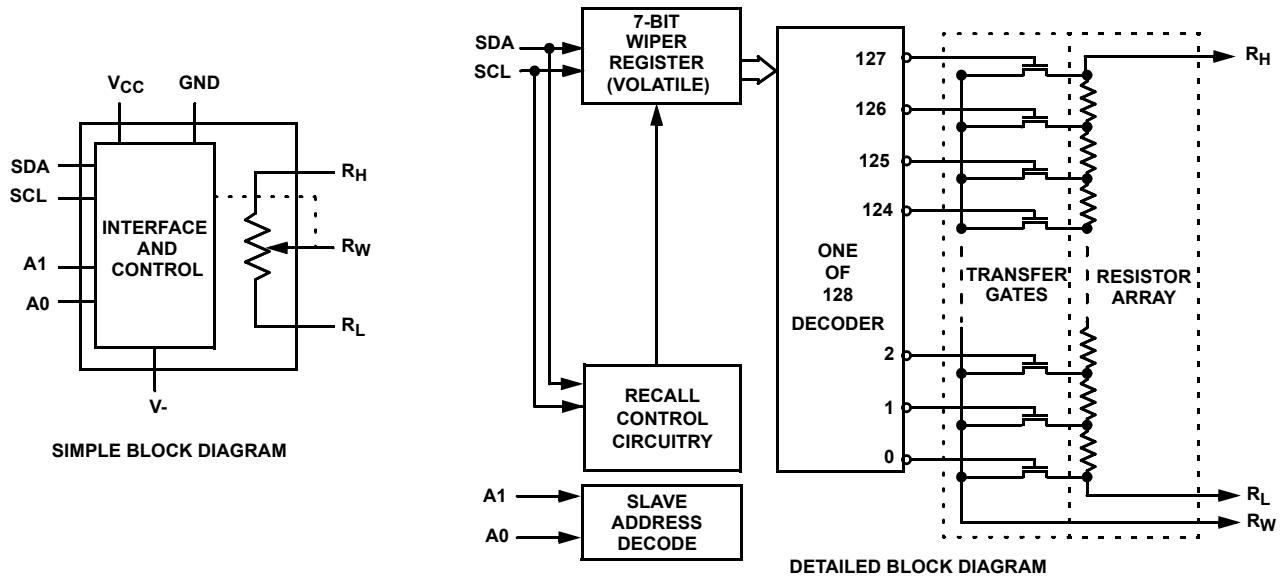 VCC
GND
SDA
SCL
A1
A0
INTERFACE
AND
CONTROL
RH
RW
RL
V-
SIMPLE BLOCK DIAGRAM
SDA
SCL
7-BIT
WIPER
REGISTER
(VOLATILE)
RECALL
CONTROL
CIRCUITRY
A1
A0
SLAVE
ADDRESS
DECODE
127
126
125
124
ONE
OF
128
DECODER
2
1
0
TRANSFER
GATES
RESISTOR
ARRAY
RH
RL
RW
DETAILED BLOCK DIAGRAM